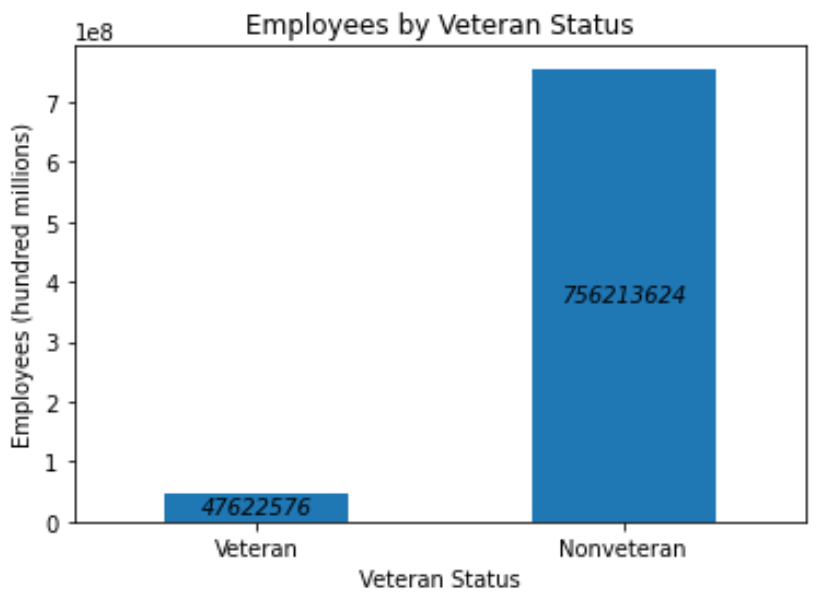 Employees by Veteran Status
1e8
Employees (hundred millions)
7
6
5
4
3
2
1
0
756213624
47622576
Veteran
Nonveteran
Veteran Status